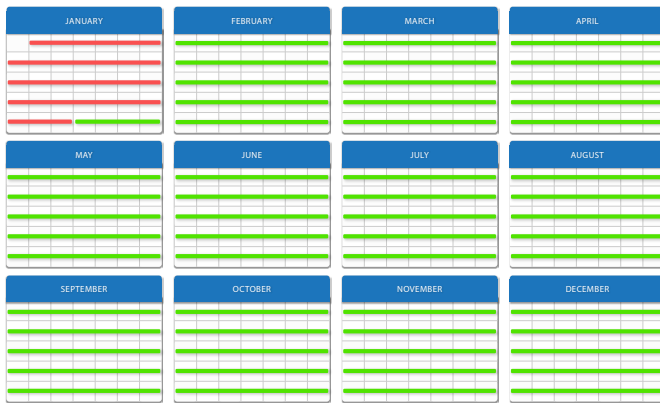 JANUARY
FEBRUARY
MARCH
APRIL
MAY
JUNE
JULY
AUGUST
SEPTEMBER
OCTOBER
NOVEMBER
DECEMBER